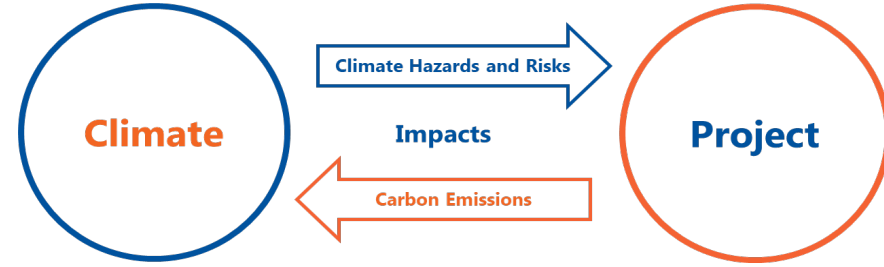 Climate Hazards and Risks
Climate
Impacts
Project
Carbon Emissions